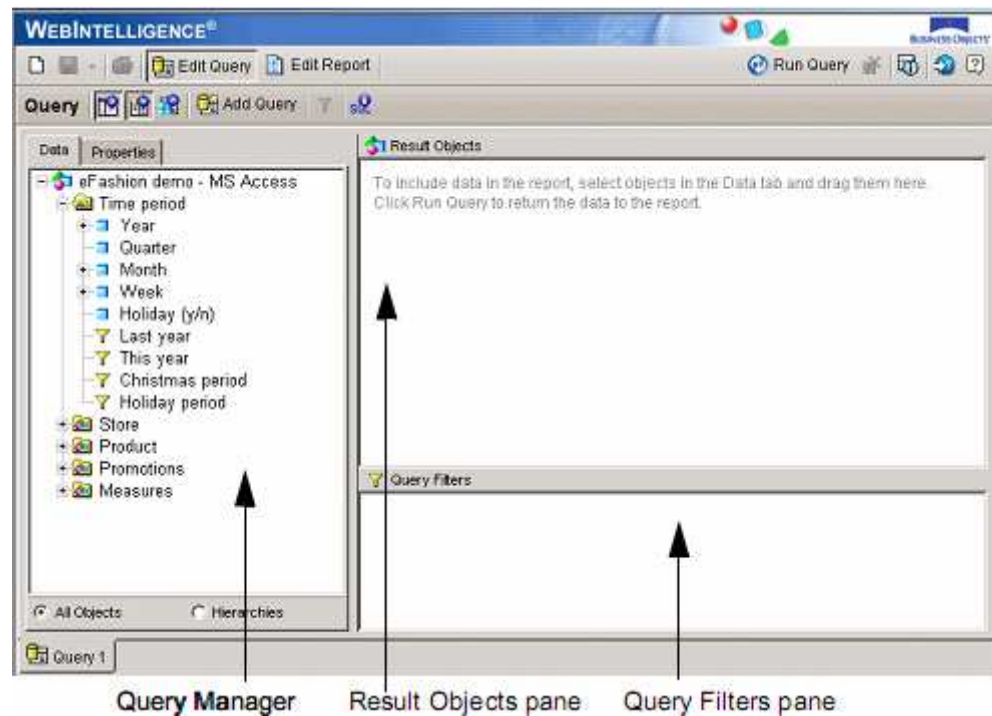 WEBINTELLIGENCE®
BUSINESS OBJECTS
Edit Query Edit Report Run Query
Query Add Query
Data Properties
eFashion demo - MS Access
Time period
Year
Quarter
Month
Week
Holiday (y/n)
Last year
This year
Christmas period
Holiday period
Store
Product
Promotions
Measures
All Objects Hierarchies
Result Objects
To include data in the report, select objects in the Data tab and drag them here.
Click Run Query to return the data to the report.
Query Filters
Query 1
Query Manager Result Objects pane Query Filters pane